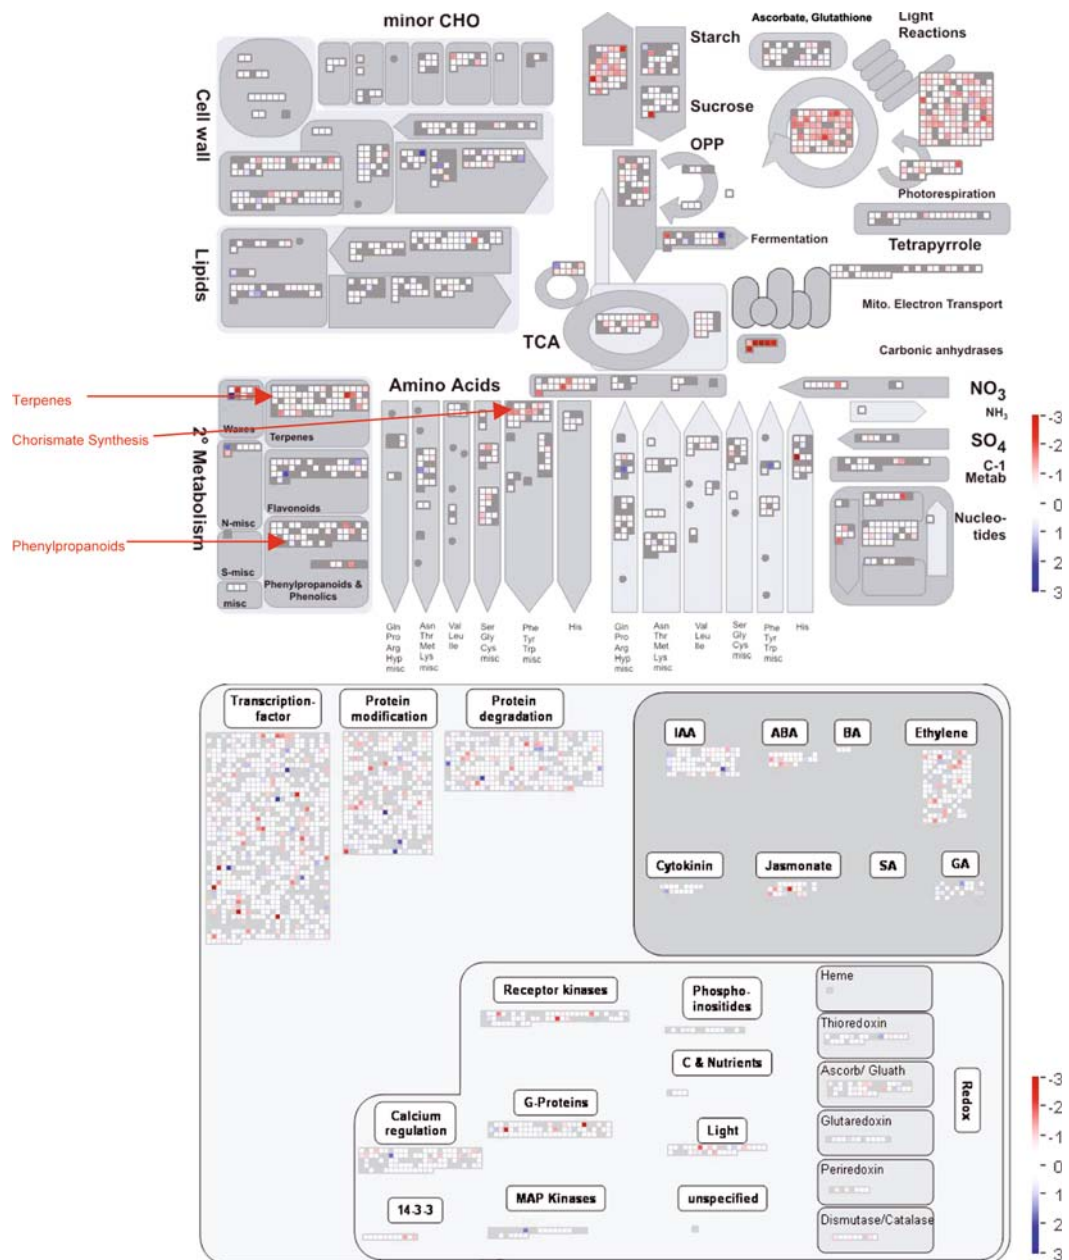 minor CHO
Ascorbate, Glutathione
Light
Reactions
Starch
Sucrose
OPP
Cell wall
Photorespiration
Tetrapyrrole
Fermentation
Lipids
Mito. Electron Transport
TCA
Carbonic anhydrases
Amino Acids
NO3
NH3
SO4
C-1
Metab
Nucleo-
tides
Terpenes
Chorismate Synthesis
Phenylpropanoids
2° Metabolism
Waxes
Terpenes
Flavonoids
N-misc
S-misc
Phenylpropanoids &
Phenolics
misc
-3
-2
-1
0
1
2
3
Gln
Pro
Arg
Hyp
misc
Asn
Thr
Met
Lys
misc
Val
Leu
Ile
Ser
Gly
Cys
misc
Phe
Tyr
Trp
misc
His
Gln
Pro
Arg
Hyp
misc
Asn
Thr
Met
Lys
misc
Val
Leu
Ile
Ser
Gly
Cys
misc
Phe
Tyr
Trp
misc
His
Transcription-
factor
Protein
modification
Protein
degradation
IAA
ABA
BA
Ethylene
Cytokinin
Jasmonate
SA
GA
Receptor kinases
Phospho-
inositides
C & Nutrients
Calcium
regulation
G-Proteins
Light
14-3-3
MAP Kinases
unspecified
Heme
Thioredoxin
Ascorb/ Gluath
Glutaredoxin
Periredoxin
Dismutase/Catalase
Redox
-3
-2
-1
0
1
2
3